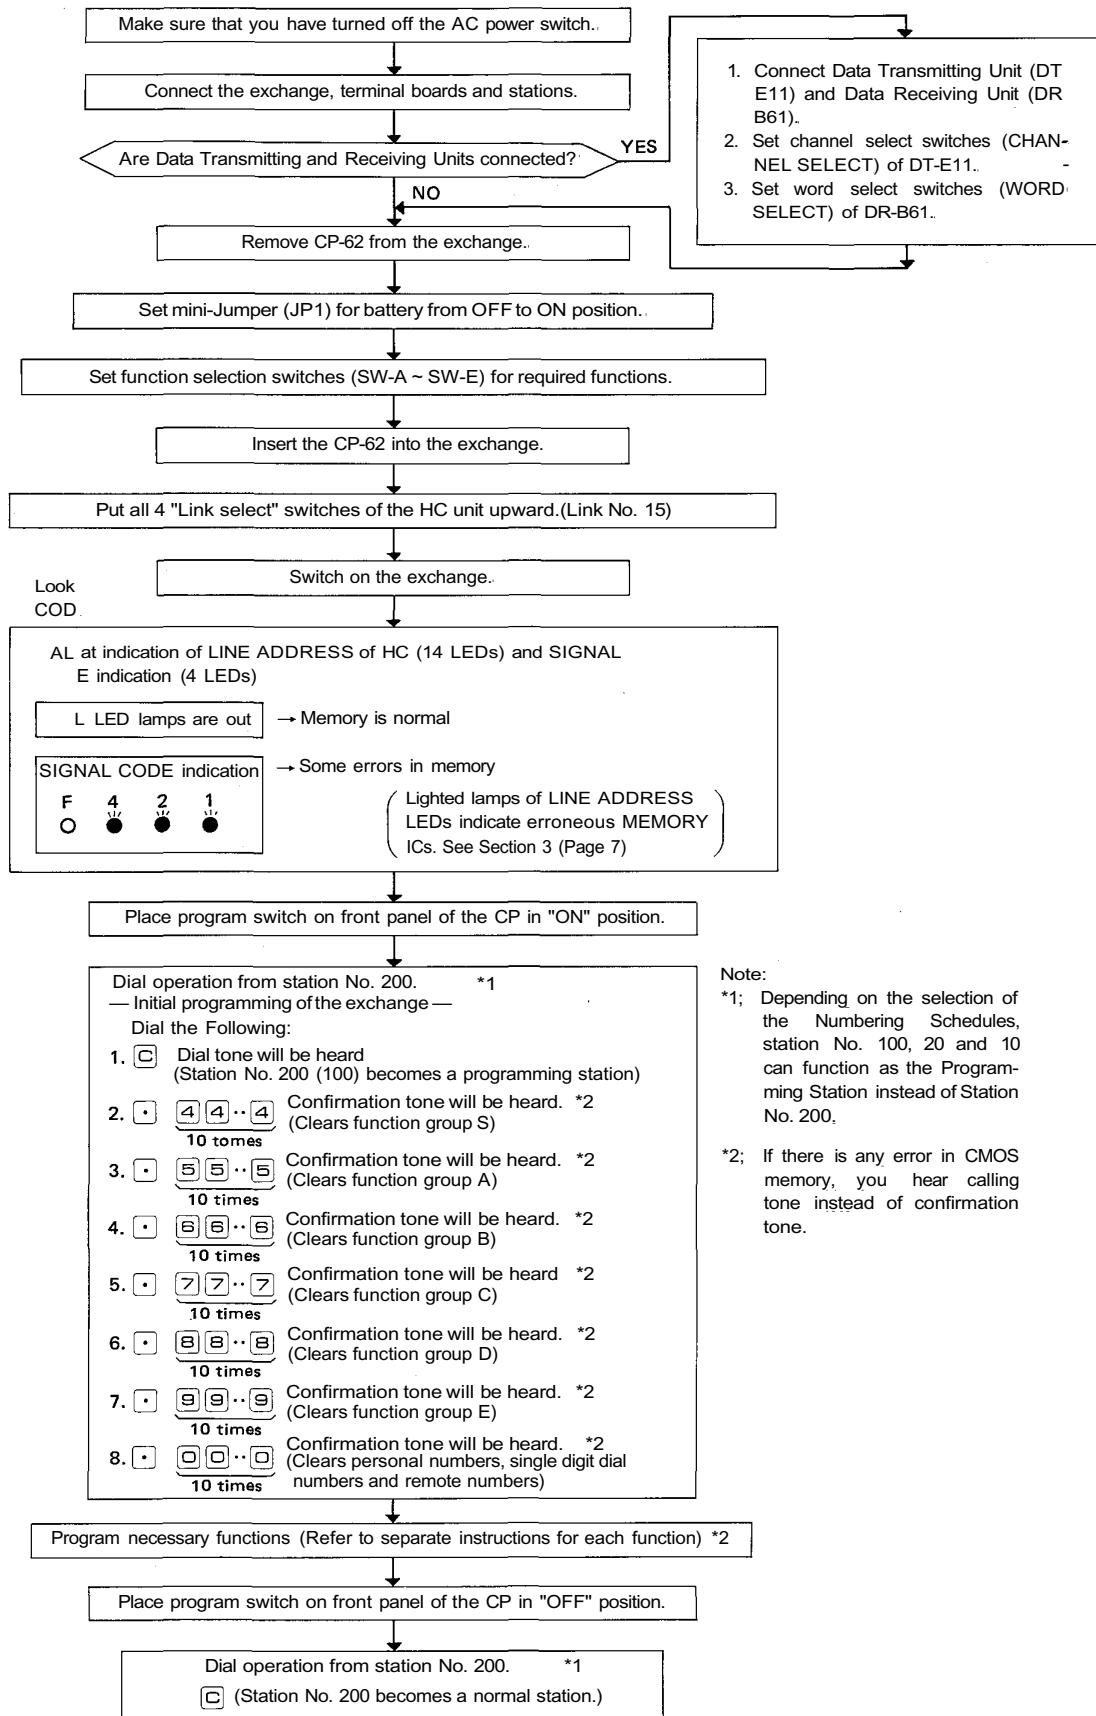 Make sure that you have turned off the AC power switch.
Connect the exchange, terminal boards and stations.
Are Data Transmitting and Receiving Units connected?
YES
1. Connect Data Transmitting Unit (DT
E11) and Data Receiving Unit (DR
B61).
2. Set channel select switches (CHAN-
NEL SELECT) of DT-E11.
3. Set word select switches (WORD
SELECT) of DR-B61.
NO
Remove CP-62 from the exchange.
Set mini-Jumper (JP1) for battery from OFF to ON position.
Set function selection switches (SW-A ~ SW-E) for required functions.
Insert the CP-62 into the exchange.
Put all 4 "Link select" switches of the HC unit upward.(Link No. 15)
Switch on the exchange.
Look
COD
AL at indication of LINE ADDRESS of HC (14 LEDs) and SIGNAL
E indication (4 LEDs)
L LED lamps are out → Memory is normal
SIGNAL CODE indication → Some errors in memory
F 4 2 1
(Lighted lamps of LINE ADDRESS
LEDs indicate erroneous MEMORY
ICs. See Section 3 (Page 7))
Place program switch on front panel of the CP in "ON" position.
Dial operation from station No. 200. *1
— Initial programming of the exchange —
Dial the Following:
1. C Dial tone will be heard
(Station No. 200 (100) becomes a programming station)
2. · 4 4 ·· 4 Confirmation tone will be heard. *2
(Clears function group S)
10 tomes
3. · 5 5 ·· 5 Confirmation tone will be heard. *2
(Clears function group A)
10 times
4. · 6 6 ·· 6 Confirmation tone will be heard. *2
(Clears function group B)
10 times
5. · 7 7 ·· 7 Confirmation tone will be heard *2
(Clears function group C)
10 times
6. · 8 8 ·· 8 Confirmation tone will be heard. *2
(Clears function group D)
10 times
7. · 9 9 ·· 9 Confirmation tone will be heard. *2
(Clears function group E)
10 times
8. · 0 0 ·· 0 Confirmation tone will be heard. *2
(Clears personal numbers, single digit dial
numbers and remote numbers)
10 times
Note:
*1; Depending on the selection of
the Numbering Schedules,
station No. 100, 20 and 10
can function as the Program-
ming Station instead of Station
No. 200.
*2; If there is any error in CMOS
memory, you hear calling
tone instead of confirmation
tone.
Program necessary functions (Refer to separate instructions for each function) *2
Place program switch on front panel of the CP in "OFF" position.
Dial operation from station No. 200. *1
C (Station No. 200 becomes a normal station.)